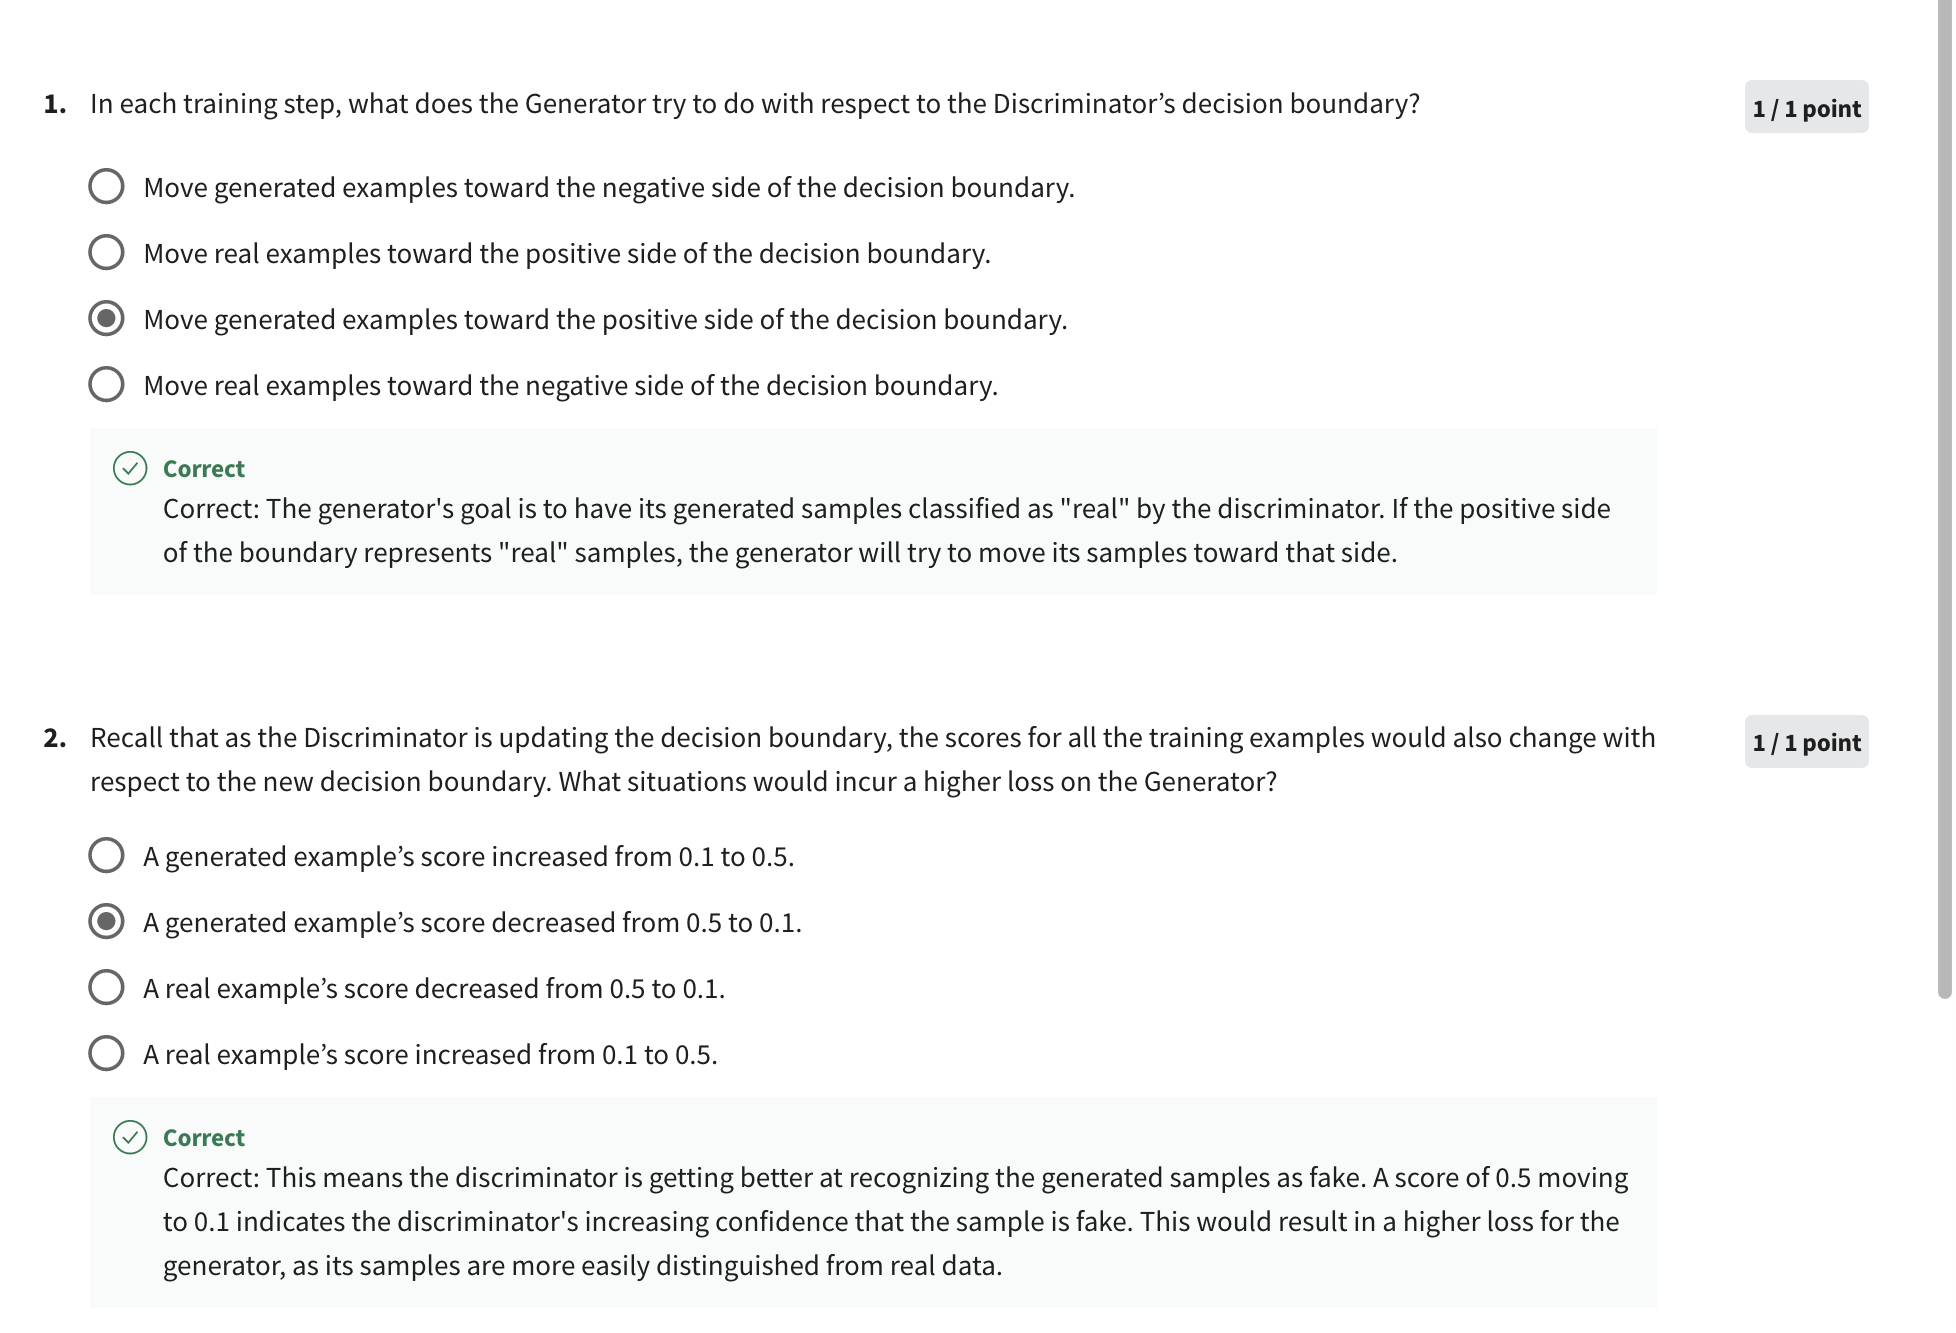 1. In each training step, what does the Generator try to do with respect to the Discriminator’s decision boundary?
1 / 1 point
Move generated examples toward the negative side of the decision boundary.
Move real examples toward the positive side of the decision boundary.
Move generated examples toward the positive side of the decision boundary.
Move real examples toward the negative side of the decision boundary.
Correct
Correct: The generator's goal is to have its generated samples classified as "real" by the discriminator. If the positive side
of the boundary represents "real" samples, the generator will try to move its samples toward that side.
2. Recall that as the Discriminator is updating the decision boundary, the scores for all the training examples would also change with
respect to the new decision boundary. What situations would incur a higher loss on the Generator?
1 / 1 point
A generated example’s score increased from 0.1 to 0.5.
A generated example’s score decreased from 0.5 to 0.1.
A real example’s score decreased from 0.5 to 0.1.
A real example’s score increased from 0.1 to 0.5.
Correct
Correct: This means the discriminator is getting better at recognizing the generated samples as fake. A score of 0.5 moving
to 0.1 indicates the discriminator's increasing confidence that the sample is fake. This would result in a higher loss for the
generator, as its samples are more easily distinguished from real data.